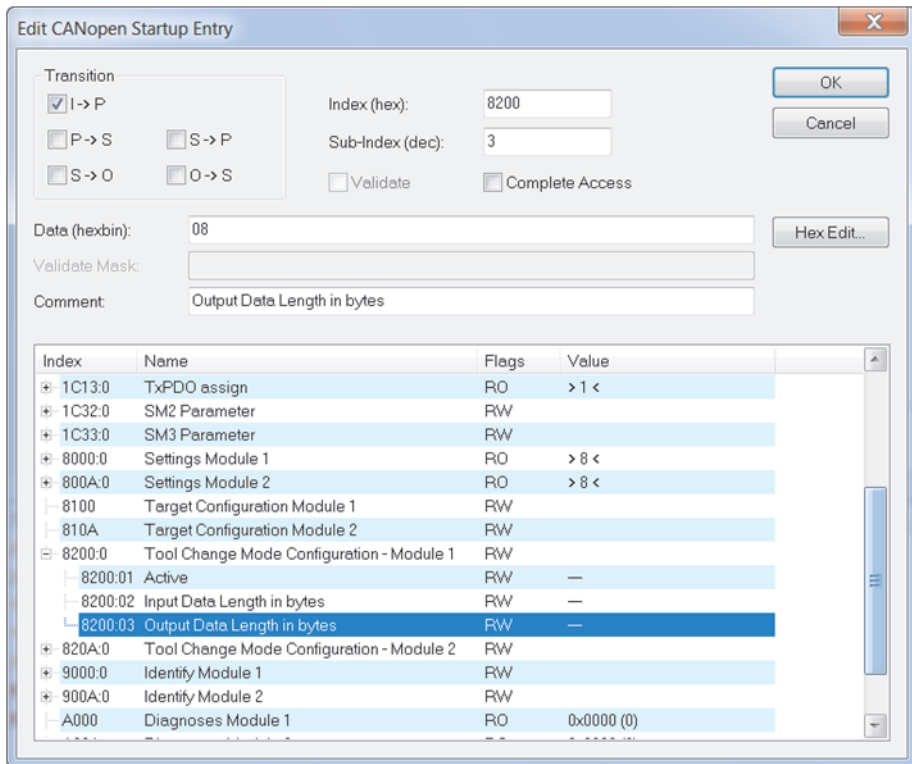 Edit CANopen Startup Entry
Transition
I -> P
P -> S
S -> P
S -> O
O -> S
Index (hex): 8200
Sub-Index (dec): 3
Validate
Complete Access
OK
Cancel
Data (hexbin): 08
Hex Edit...
Validate Mask:
Comment: Output Data Length in bytes
Index Name Flags Value
1C13:0 TxPDO assign RO > 1 <
1C32:0 SM2 Parameter RW
1C33:0 SM3 Parameter RW
8000:0 Settings Module 1 RO > 8 <
800A:0 Settings Module 2 RO > 8 <
8100 Target Configuration Module 1 RW
810A Target Configuration Module 2 RW
8200:0 Tool Change Mode Configuration - Module 1 RW
8200:01 Active RW —
8200:02 Input Data Length in bytes RW —
8200:03 Output Data Length in bytes RW —
820A:0 Tool Change Mode Configuration - Module 2 RW
9000:0 Identify Module 1 RW
900A:0 Identify Module 2 RW
A000 Diagnoses Module 1 RO 0x0000 (0)